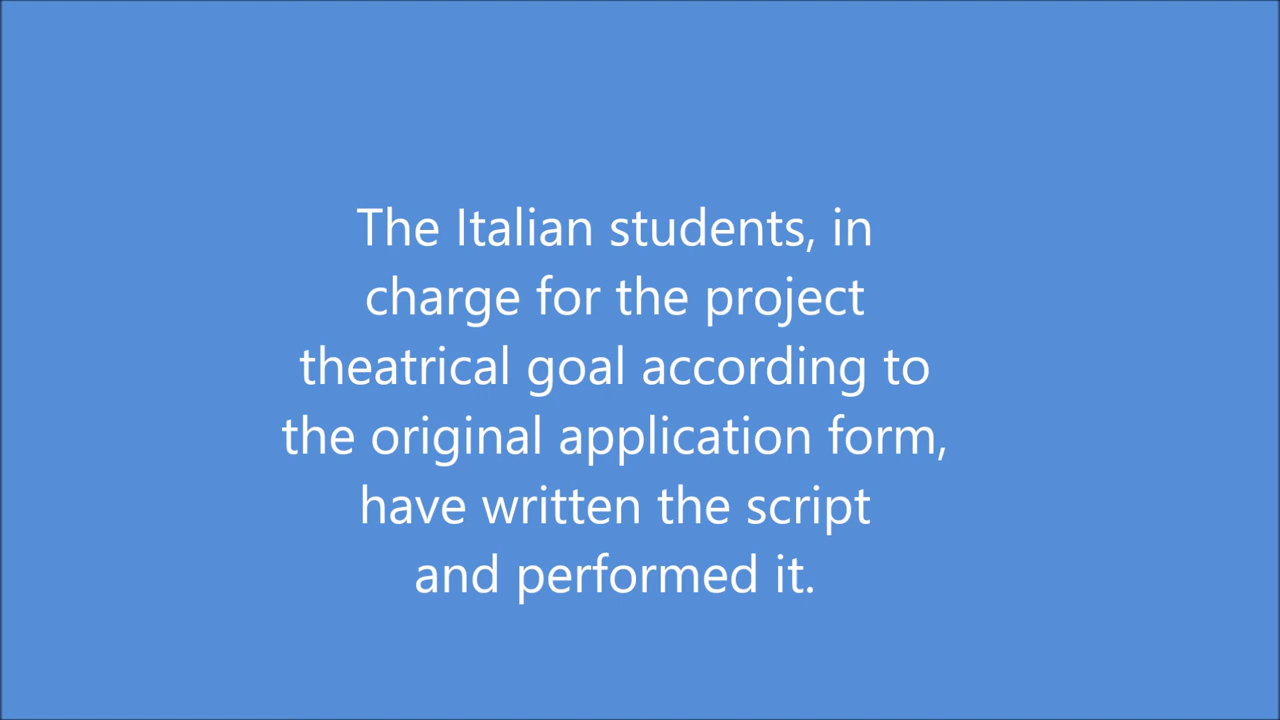 The Italian students, in
charge for the project
theatrical goal according to
the original application form,
have written the script
and performed it.